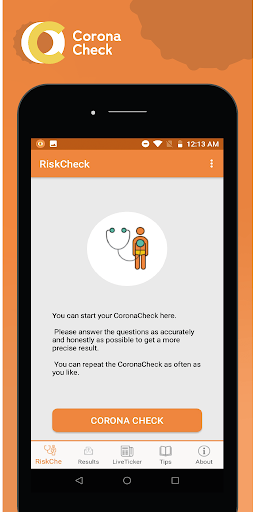 Corona
Check
12:13 AM
RiskCheck
You can start your CoronaCheck here.
Please answer the questions as accurately
and honestly as possible to get a more
precise result.
You can repeat the CoronaCheck as often as
you like.
CORONA CHECK
RiskChe Results LiveTicker Tips About